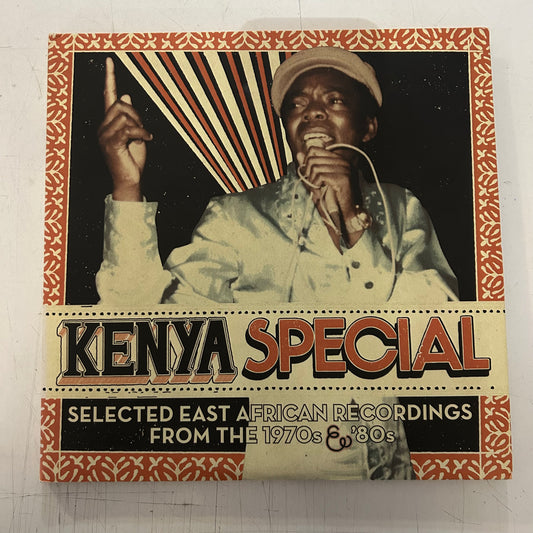 KENYA SPECIAL
SELECTED EAST AFRICAN RECORDINGS
FROM THE 1970s & '80s